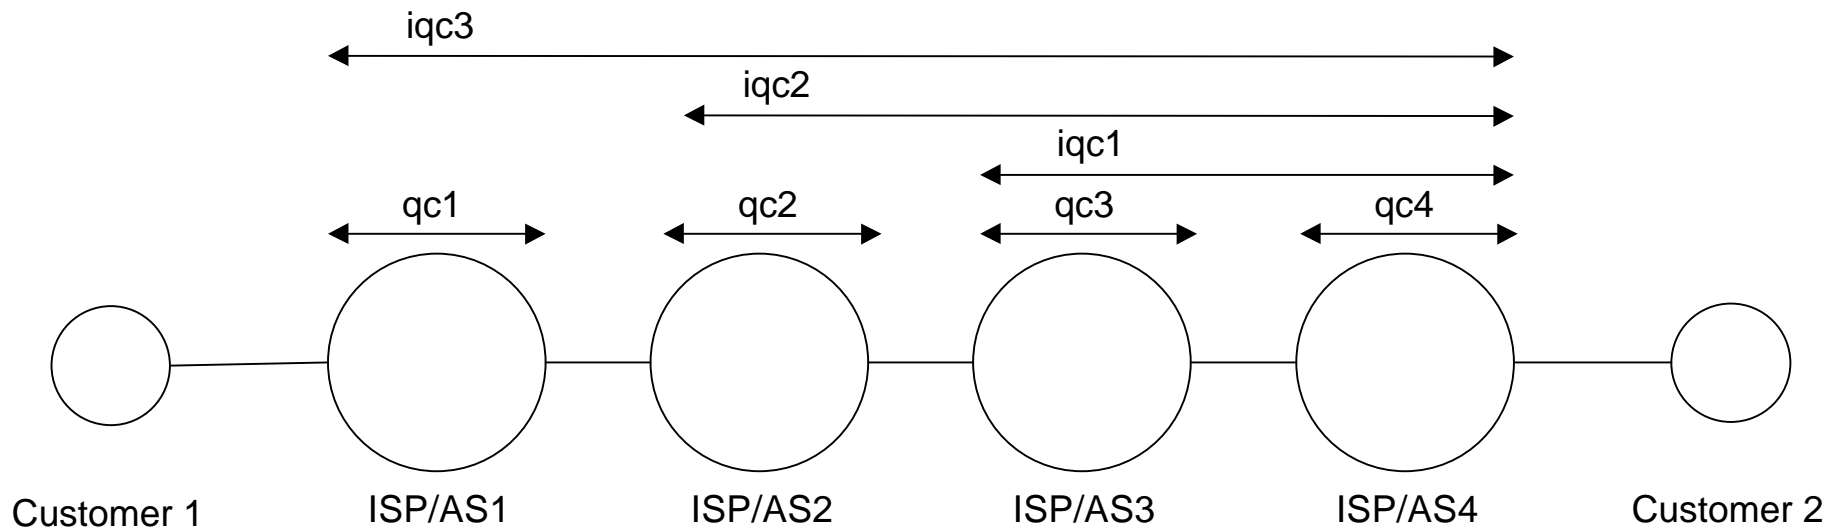 iqc3
iqc2
iqc1
qc1 qc2 qc3 qc4
Customer 1 ISP/AS1 ISP/AS2 ISP/AS3 ISP/AS4 Customer 2